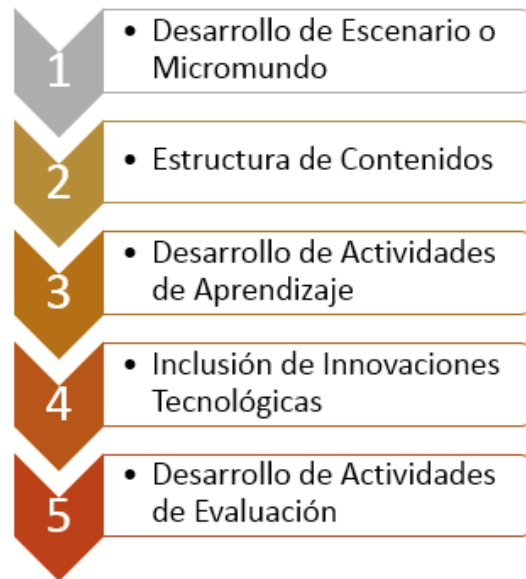 1
• Desarrollo de Escenario o
Micromundo
2
• Estructura de Contenidos
3
• Desarrollo de Actividades
de Aprendizaje
4
• Inclusión de Innovaciones
Tecnológicas
5
• Desarrollo de Actividades
de Evaluación